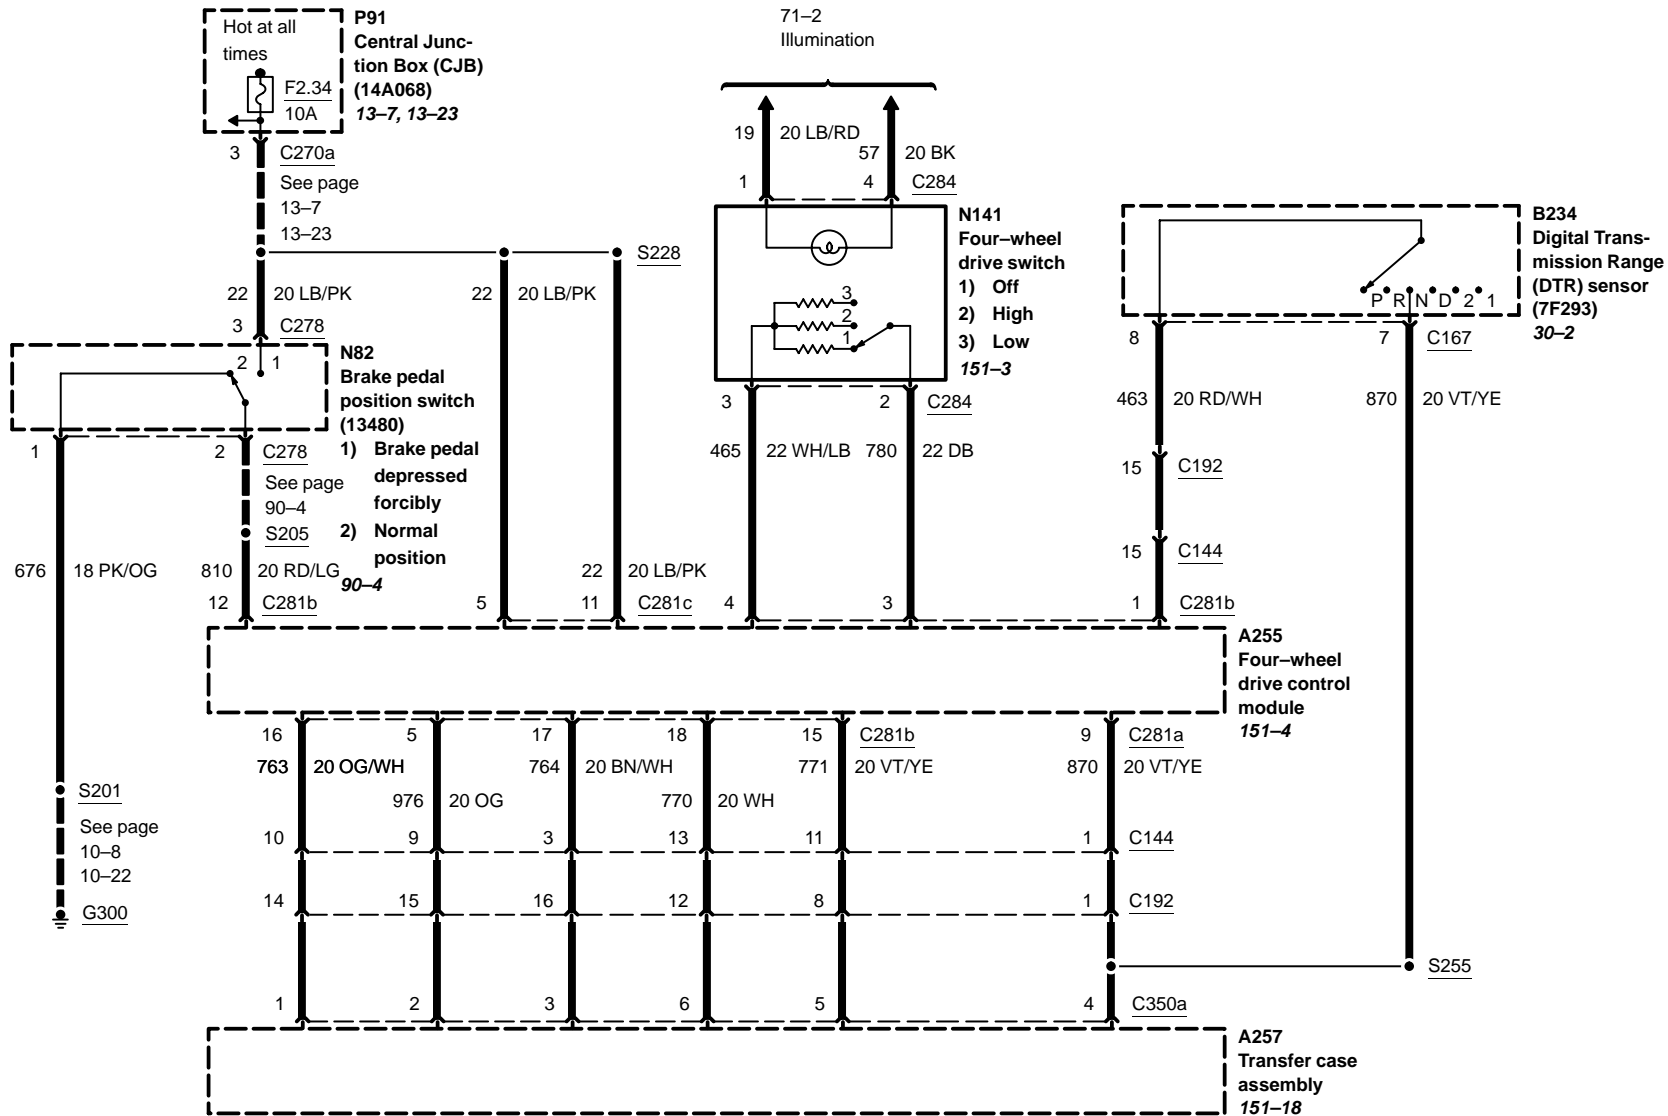 Hot at all
times
F2.34
10A
P91
Central Junc-
tion Box (CJB)
(14A068)
13–7, 13–23
71–2
Illumination
3 C270a
See page
13–7
13–23
19 20 LB/RD
57 20 BK
1 4 C284
S228
N141
Four–wheel
drive switch
1) Off
2) High
3) Low
151–3
3
2
1
B234
Digital Trans-
mission Range
(DTR) sensor
(7F293)
30–2
P R N D 2 1
22 20 LB/PK
22 20 LB/PK
3 C278
2 1
N82
Brake pedal
position switch
(13480)
1) Brake pedal
depressed
forcibly
2) Normal
position
90–4
8 7 C167
3 2 C284
463 20 RD/WH
870 20 VT/YE
1 2 C278
See page
90–4
S205
465 22 WH/LB
780 22 DB
15 C192
15 C144
676 18 PK/OG
810 20 RD/LG
22 20 LB/PK
12 C281b
5 11 C281c
4 3 1 C281b
A255
Four–wheel
drive control
module
151–4
16 5 17 18 15 C281b
9 C281a
763 20 OG/WH
764 20 BN/WH
771 20 VT/YE
870 20 VT/YE
976 20 OG
770 20 WH
S201
See page
10–8
10–22
G300
10 9 3 13 11 1 C144
14 15 16 12 8 1 C192
S255
1 2 3 6 5 4 C350a
A257
Transfer case
assembly
151–18